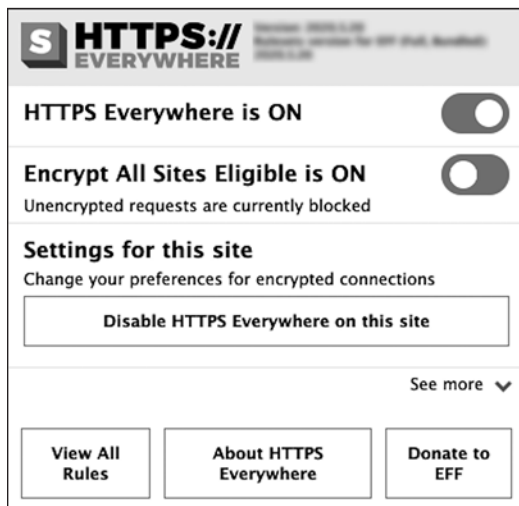 S HTTPS://
EVERYWHERE
HTTPS Everywhere is ON
Encrypt All Sites Eligible is ON
Unencrypted requests are currently blocked
Settings for this site
Change your preferences for encrypted connections
Disable HTTPS Everywhere on this site
See more
View All
Rules
About HTTPS
Everywhere
Donate to
EFF